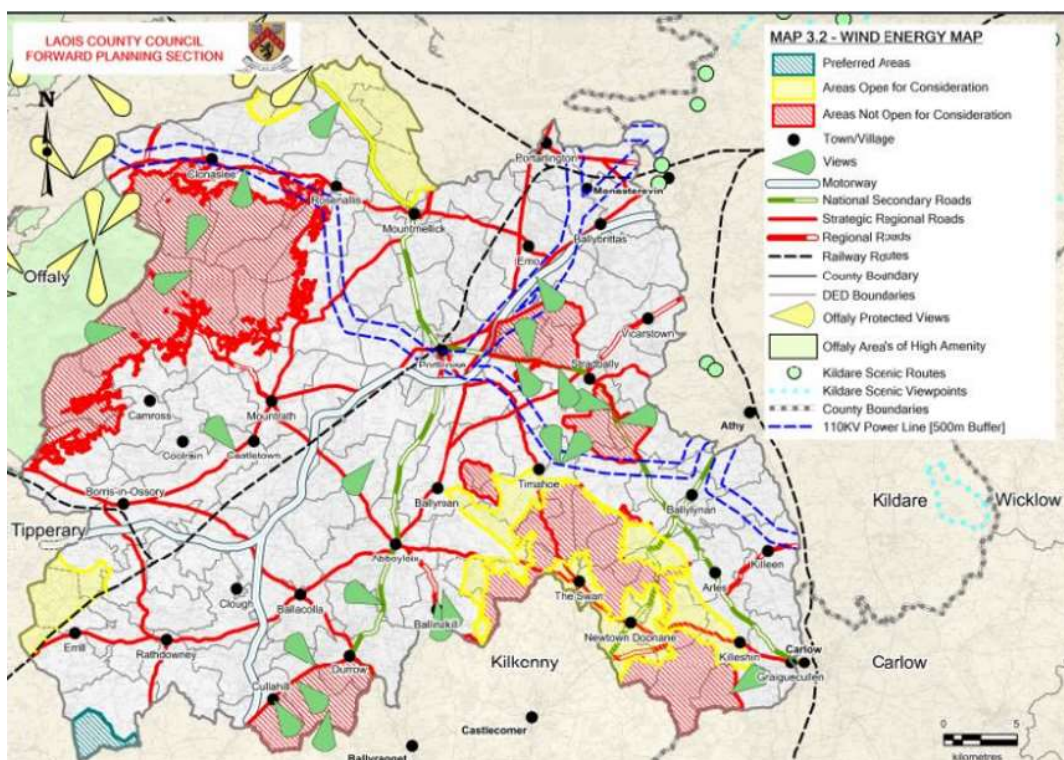 LAOIS COUNTY COUNCIL
FORWARD PLANNING SECTION
MAP 3.2 - WIND ENERGY MAP
Preferred Areas
Areas Open for Consideration
Areas Not Open for Consideration
Town/Village
Views
Motorway
National Secondary Roads
Strategic Regional Roads
Regional Roads
Railway Routes
County Boundary
DED Boundaries
Offaly Protected Views
Offaly Area's of High Amenity
Kildare Scenic Routes
Kildare Scenic Viewpoints
County Boundaries
110KV Power Line [500m Buffer]
N
Portarlington
Clonaslee
Rosenallis
Monasterevin
Mountmellick
Ballybrittas
Emo
Offaly
Vicarstown
Portlaoise
Stradbally
Camross
Mountrath
Athy
Coolrain
Castletown
Timahoe
Borris-in-Ossory
Ballyroan
Ballylynan
Kildare
Wicklow
Tipperary
Abbeyleix
Killeen
Clough
The Swan
Arles
Ballacolla
Ballinakill
Newtown Doonane
Errill
Rathdowney
Durrow
Kilkenny
Killeshin
Carlow
Graiguecullen
Carlow
Cullahill
Castlecomer
Ballyragget
0
5
kilometres